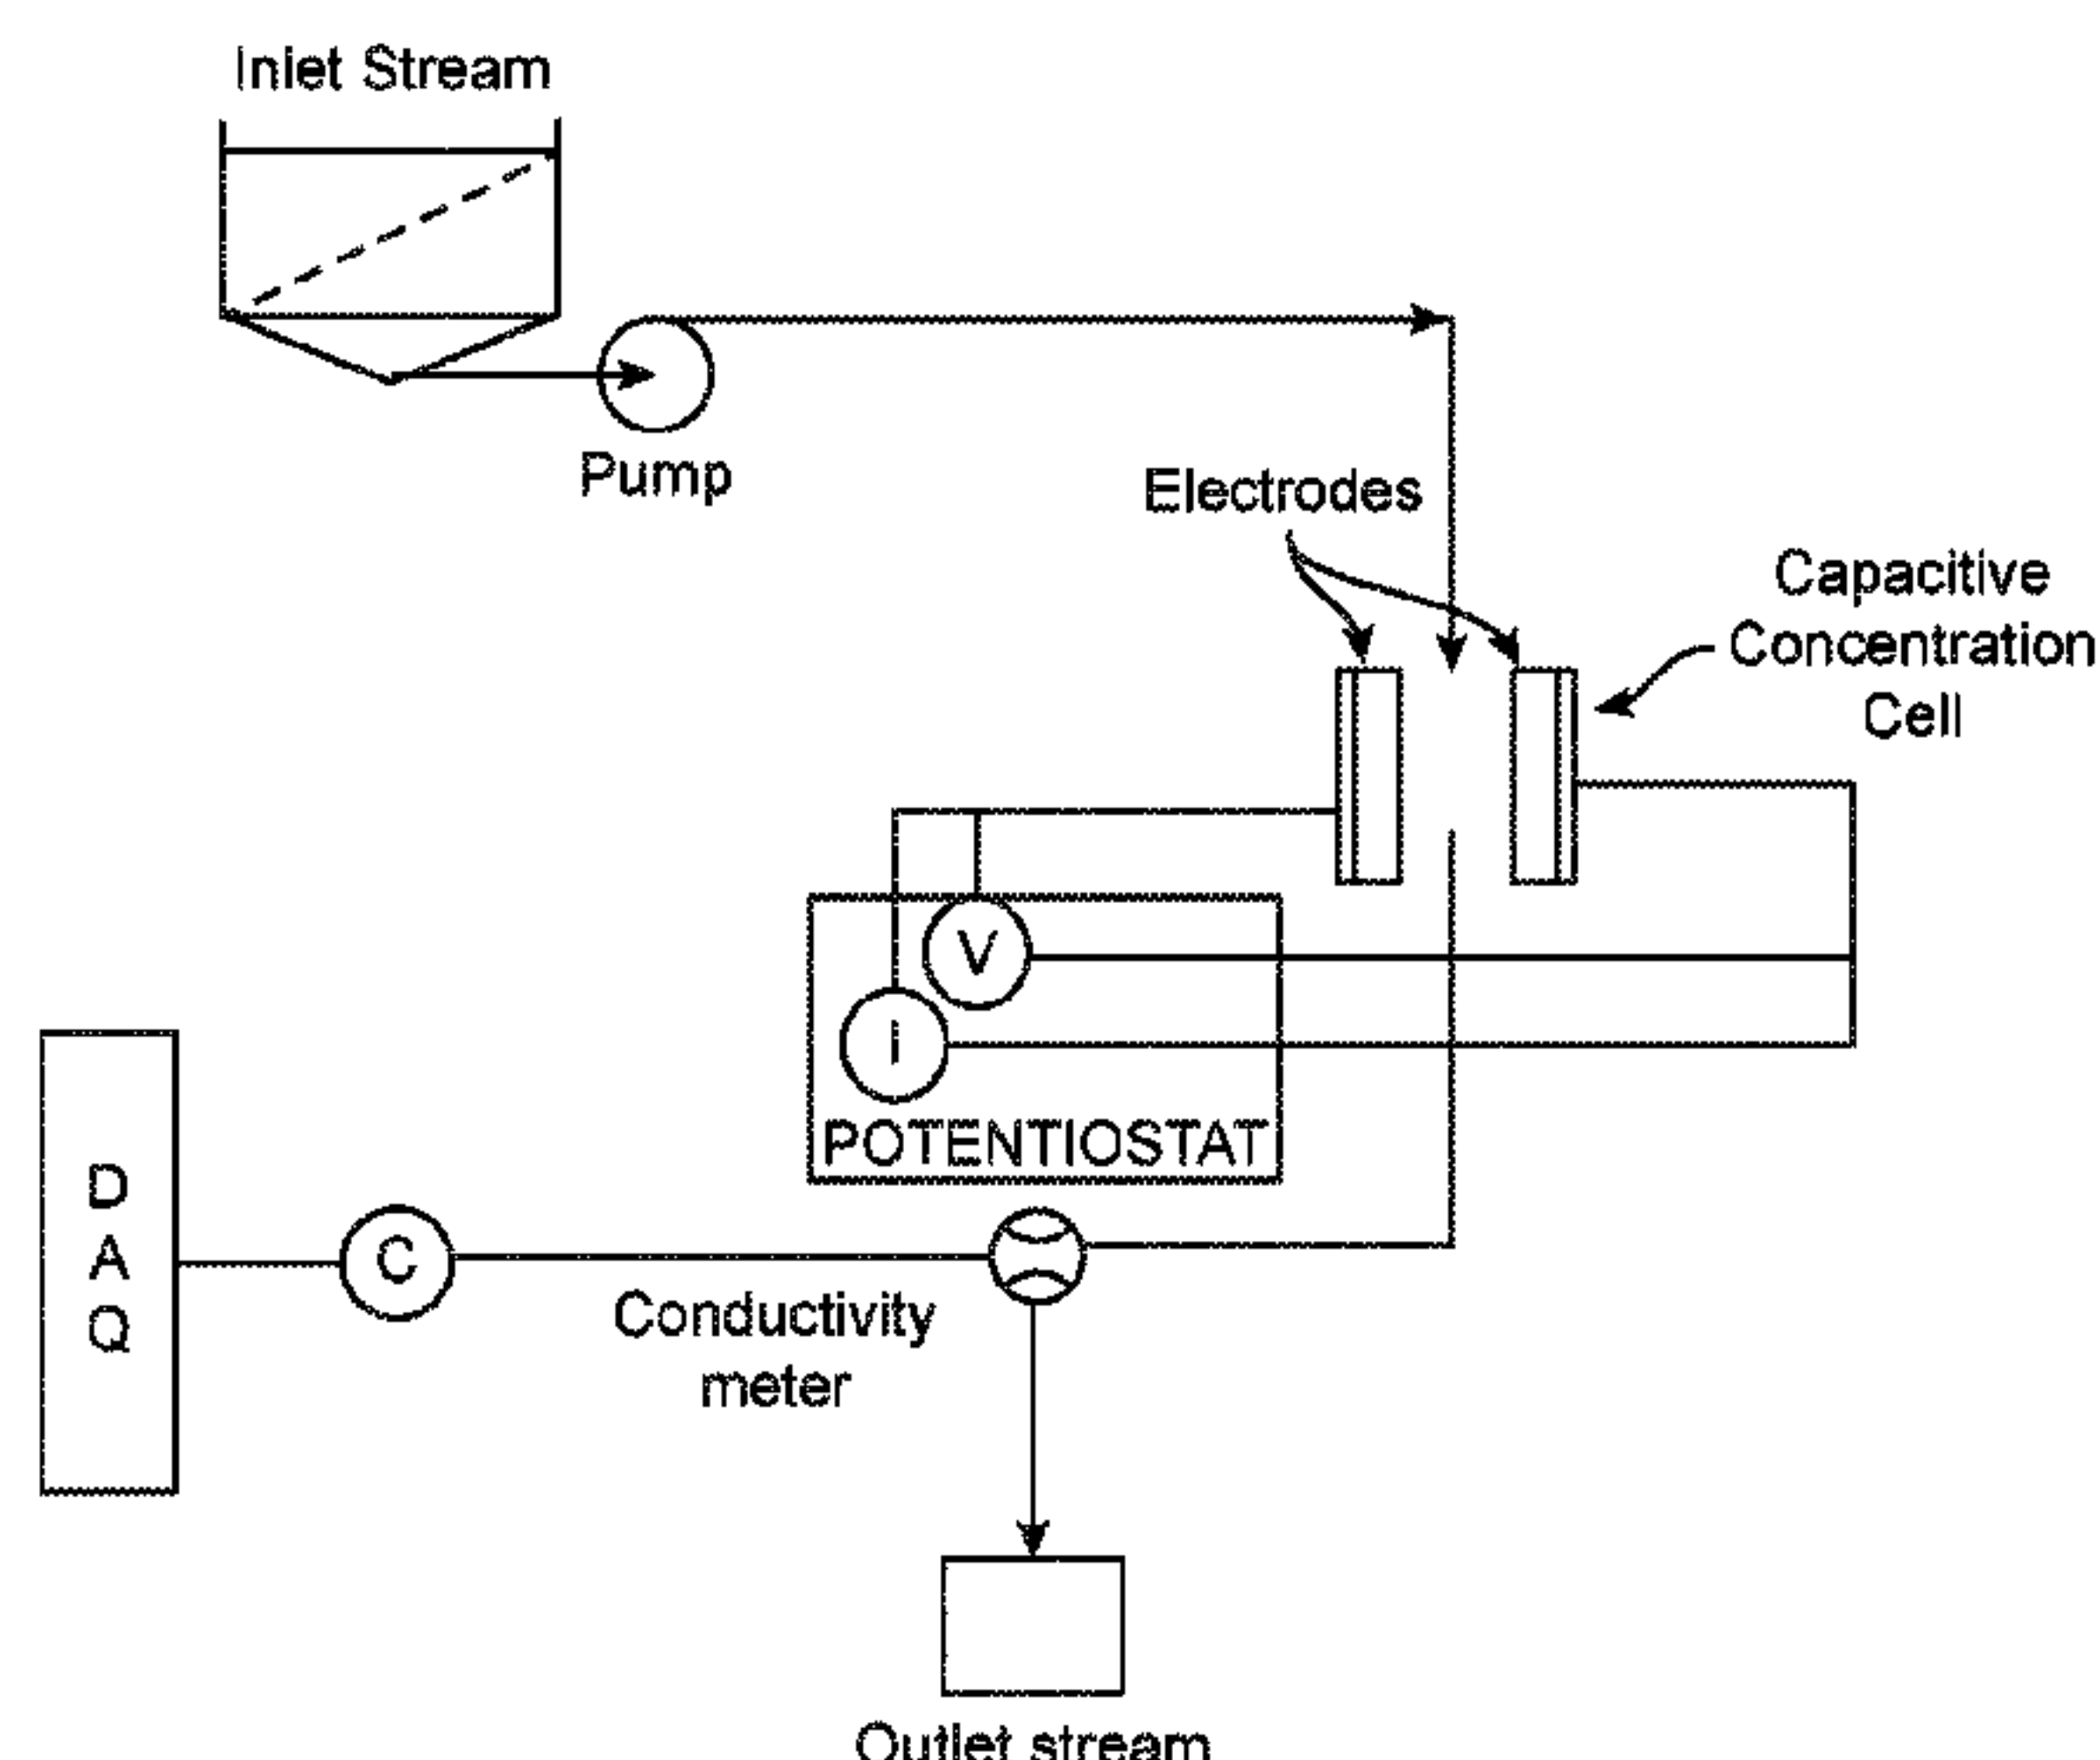 Inlet Stream
Pump
Electrodes
Capacitive
Concentration
Cell
V
i
POTENTIOSTAT
D
A
Q
C
Conductivity
meter
Outlet stream